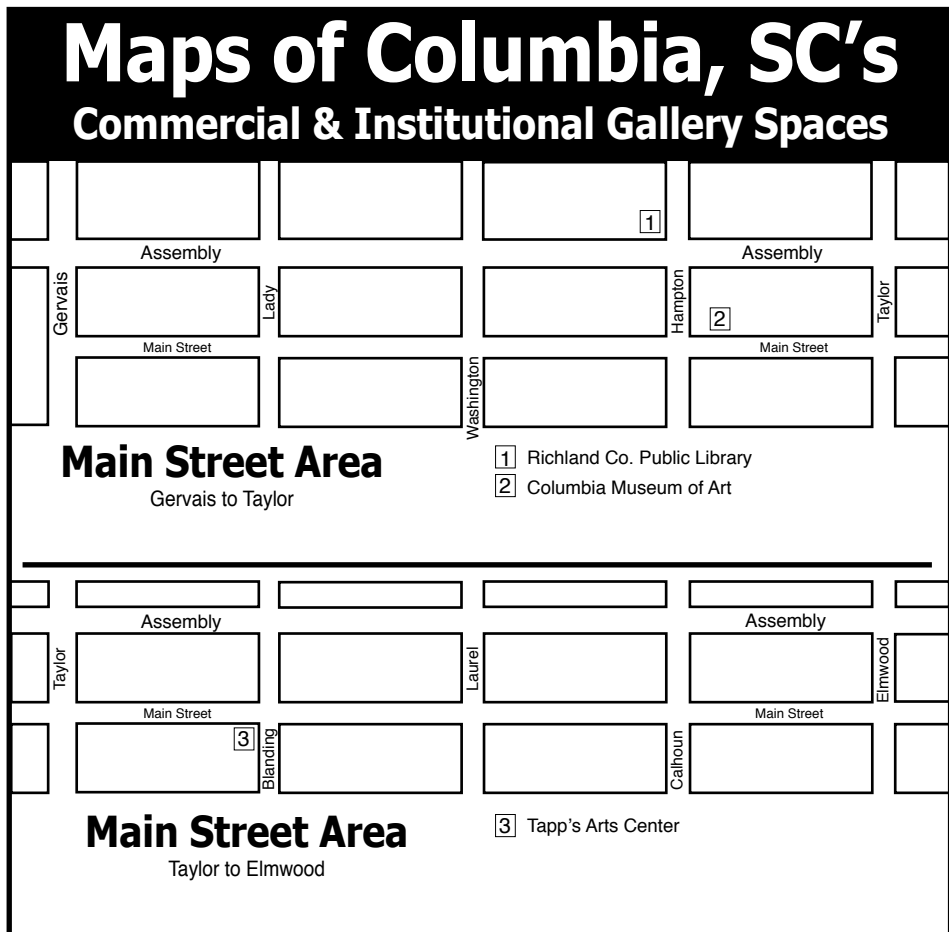 Maps of Columbia, SC's
Commercial & Institutional Gallery Spaces
1
Assembly
Assembly
Gervais
Lady
Hampton
2
Taylor
Main Street
Main Street
Washington
Main Street Area
Gervais to Taylor
1 Richland Co. Public Library
2 Columbia Museum of Art
Assembly
Assembly
Taylor
Laurel
Elmwood
Main Street
Main Street
3
Blanding
Calhoun
Main Street Area
Taylor to Elmwood
3 Tapp's Arts Center